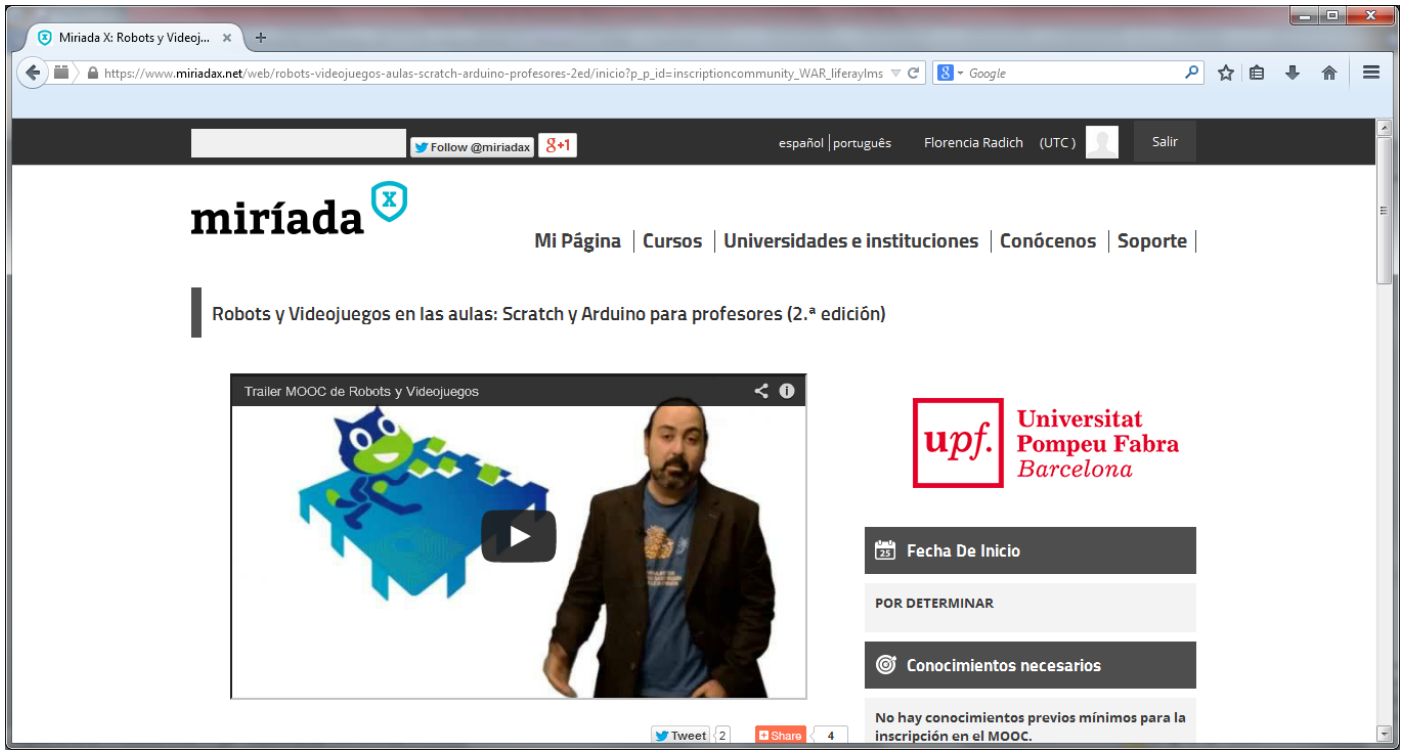 Miriada X: Robots y Videoj...
https://www.miriadax.net/web/robots-videojuegos-aulas-scratch-arduino-profesores-2ed/inicio?p_p_id=inscriptioncommunity_WAR_liferaylms
Google
Follow @miriadax
g+1
español | português
Florencia Radich (UTC )
Salir
miríada X
Mi Página | Cursos | Universidades e instituciones | Conócenos | Soporte |
Robots y Videojuegos en las aulas: Scratch y Arduino para profesores (2.ª edición)
Trailer MOOC de Robots y Videojuegos
upf.
Universitat
Pompeu Fabra
Barcelona
25 Fecha De Inicio
POR DETERMINAR
Conocimientos necesarios
No hay conocimientos previos mínimos para la
inscripción en el MOOC.
Tweet 2
Share 4